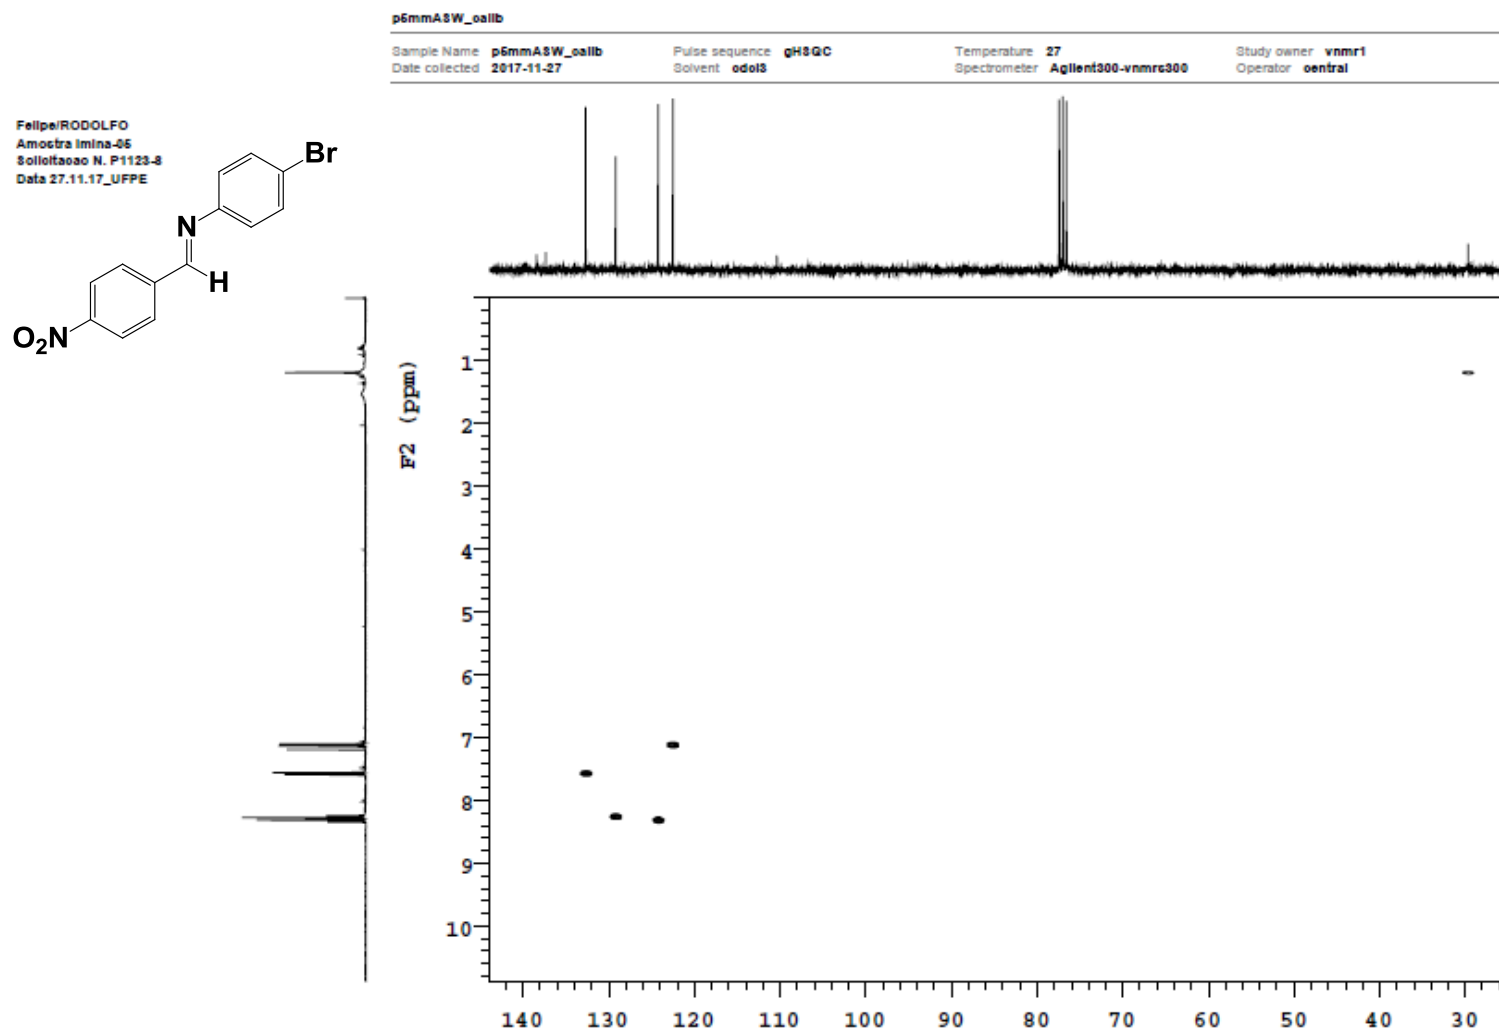 p5mmASW_calib
Sample Name p5mmASW_calib Pulse sequence gHSQC Temperature 27 Study owner vnmr1
Date collected 2017-11-27 Solvent cdcl3 Spectrometer Agilent300-vnmrs300 Operator central
Felipe/RODOLFO
Amostra Imina-05
Solicitacao N. P1123-8
Data 27.11.17_UFPE
Br
N
H
O2N
F2 (ppm)
1
2
3
4
5
6
7
8
9
10
140 130 120 110 100 90 80 70 60 50 40 30